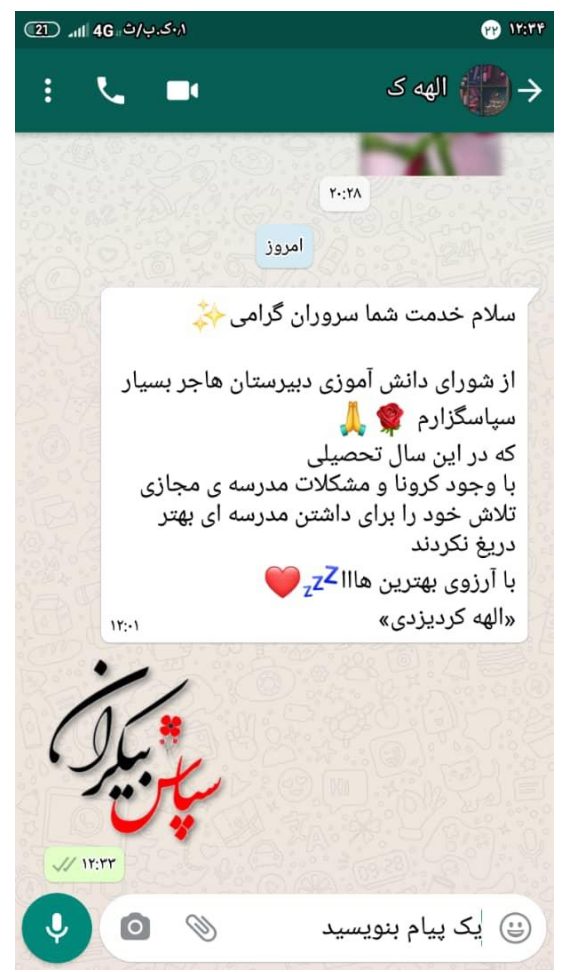 ۰٫۱ک.ب/ث 4G 21
۲۲ ۱۲:۳۴
الهه ک
۲۰:۲۸
امروز
سلام خدمت شما سروران گرامی✨
از شورای دانش آموزی دبیرستان هاجر بسیار
سپاسگزارم 🌹🙏
که در این سال تحصیلی
با وجود کرونا و مشکلات مدرسه ی مجازی
تلاش خود را برای داشتن مدرسه ای بهتر
دریغ نکردند
با آرزوی بهترین هااا💤❤️
«الهه کردیزدی»
۱۲:۰۱
سپاس بیکران
۱۲:۳۳
یک پیام بنویسید